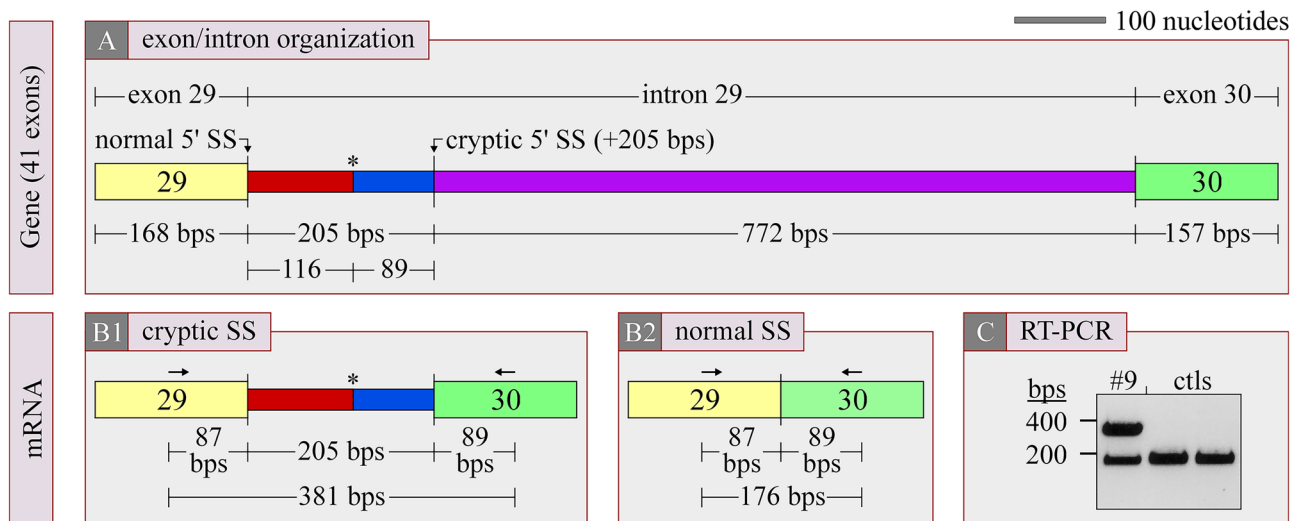 100 nucleotides
Gene (41 exons)
A exon/intron organization
exon 29 intron 29 exon 30
normal 5' SS cryptic 5' SS (+205 bps)
*
29 30
168 bps 205 bps 772 bps 157 bps
116 89
mRNA
B1 cryptic SS
*
29 30
87 bps 205 bps 89 bps
381 bps
B2 normal SS
29 30
87 bps 89 bps
176 bps
C RT-PCR
bps #9 ctls
400
200